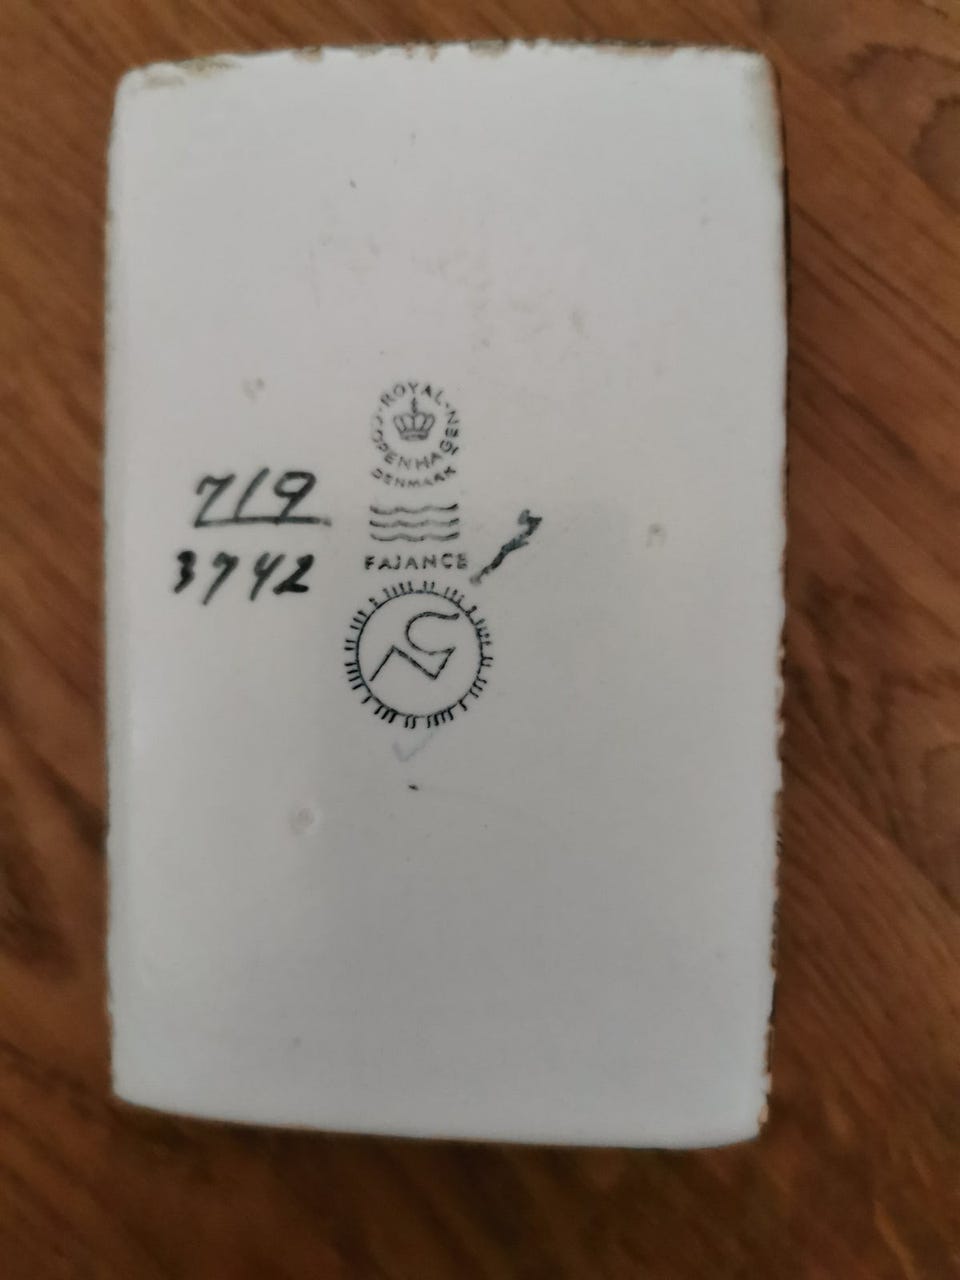 ROYAL COPENHAGEN
DENMARK
719
3742
FAJANCE